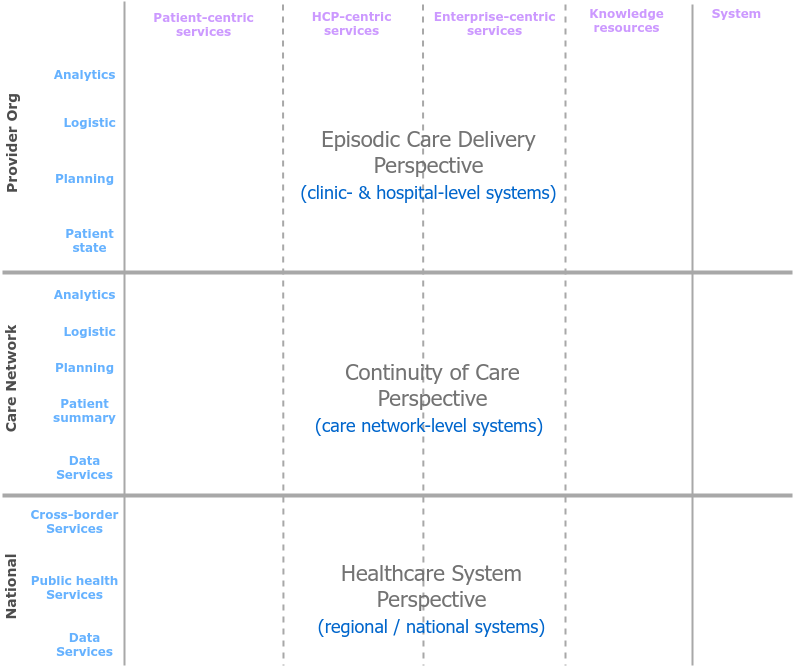 Patient-centric
services
HCP-centric
services
Enterprise-centric
services
Knowledge
resources
System
Provider Org
Analytics
Logistic
Planning
Patient
state
Episodic Care Delivery
Perspective
(clinic- & hospital-level systems)
Care Network
Analytics
Logistic
Planning
Patient
summary
Data
Services
Continuity of Care
Perspective
(care network-level systems)
National
Cross-border
Services
Public health
Services
Data
Services
Healthcare System
Perspective
(regional / national systems)